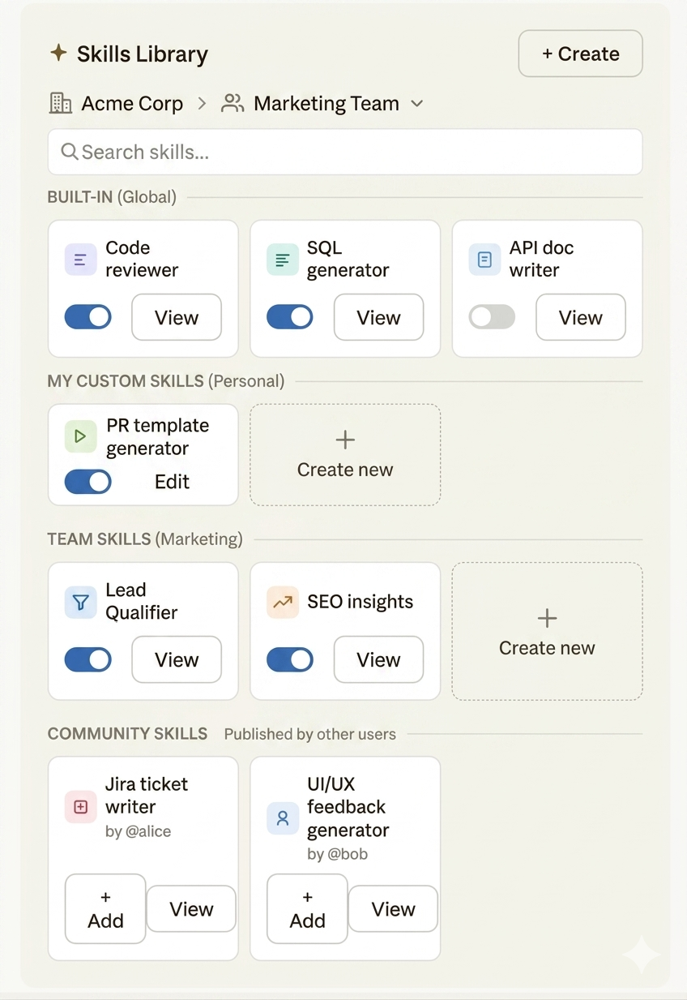 Skills Library
+ Create
Acme Corp > Marketing Team
Search skills...
BUILT-IN (Global)
Code
reviewer
View
SQL
generator
View
API doc
writer
View
MY CUSTOM SKILLS (Personal)
PR template
generator
Edit
+
Create new
TEAM SKILLS (Marketing)
Lead
Qualifier
View
SEO insights
View
+
Create new
COMMUNITY SKILLS Published by other users
Jira ticket
writer
by @alice
+
Add
View
UI/UX
feedback
generator
by @bob
+
Add
View